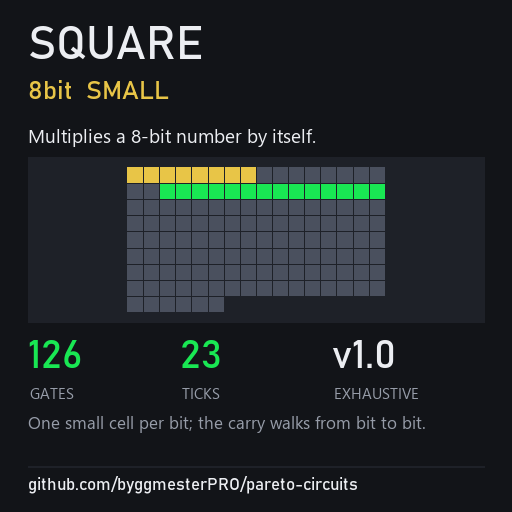 SQUARE
8bit SMALL
Multiplies a 8-bit number by itself.
126 23 v1.0
GATES TICKS EXHAUSTIVE
One small cell per bit; the carry walks from bit to bit.
github.com/byggmesterPRO/pareto-circuits